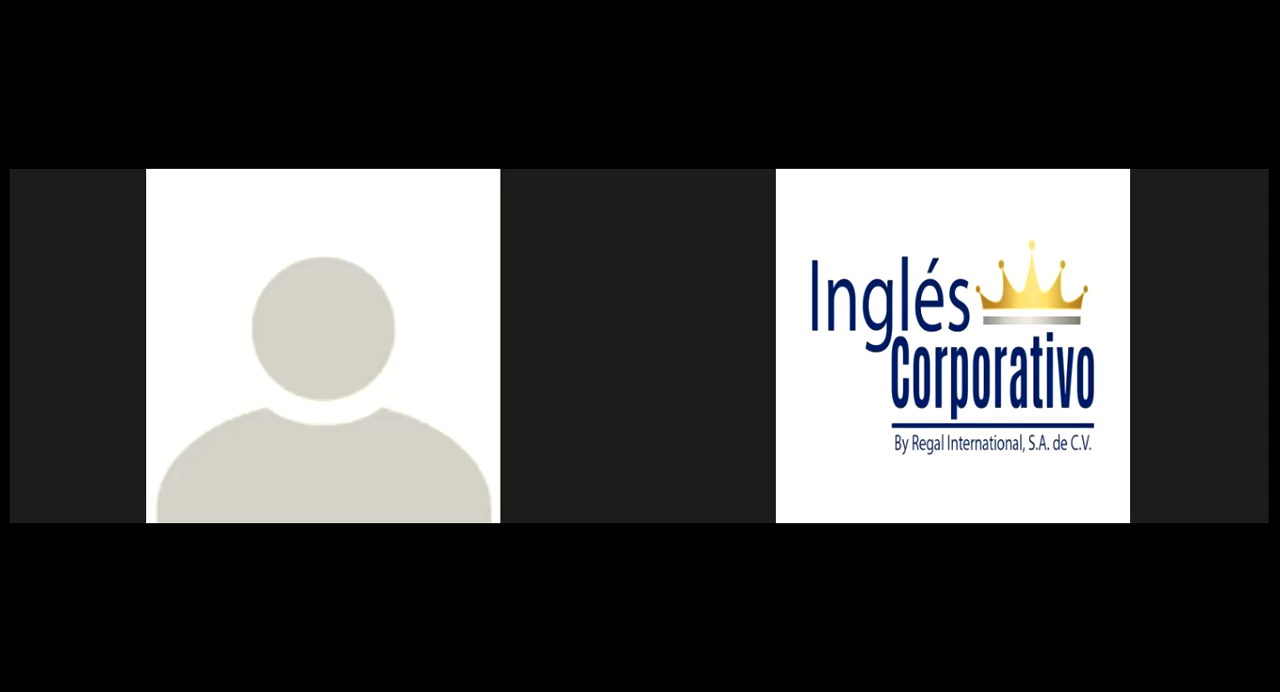 Inglés
Corporativo
By Regal International, S.A. de C.V.